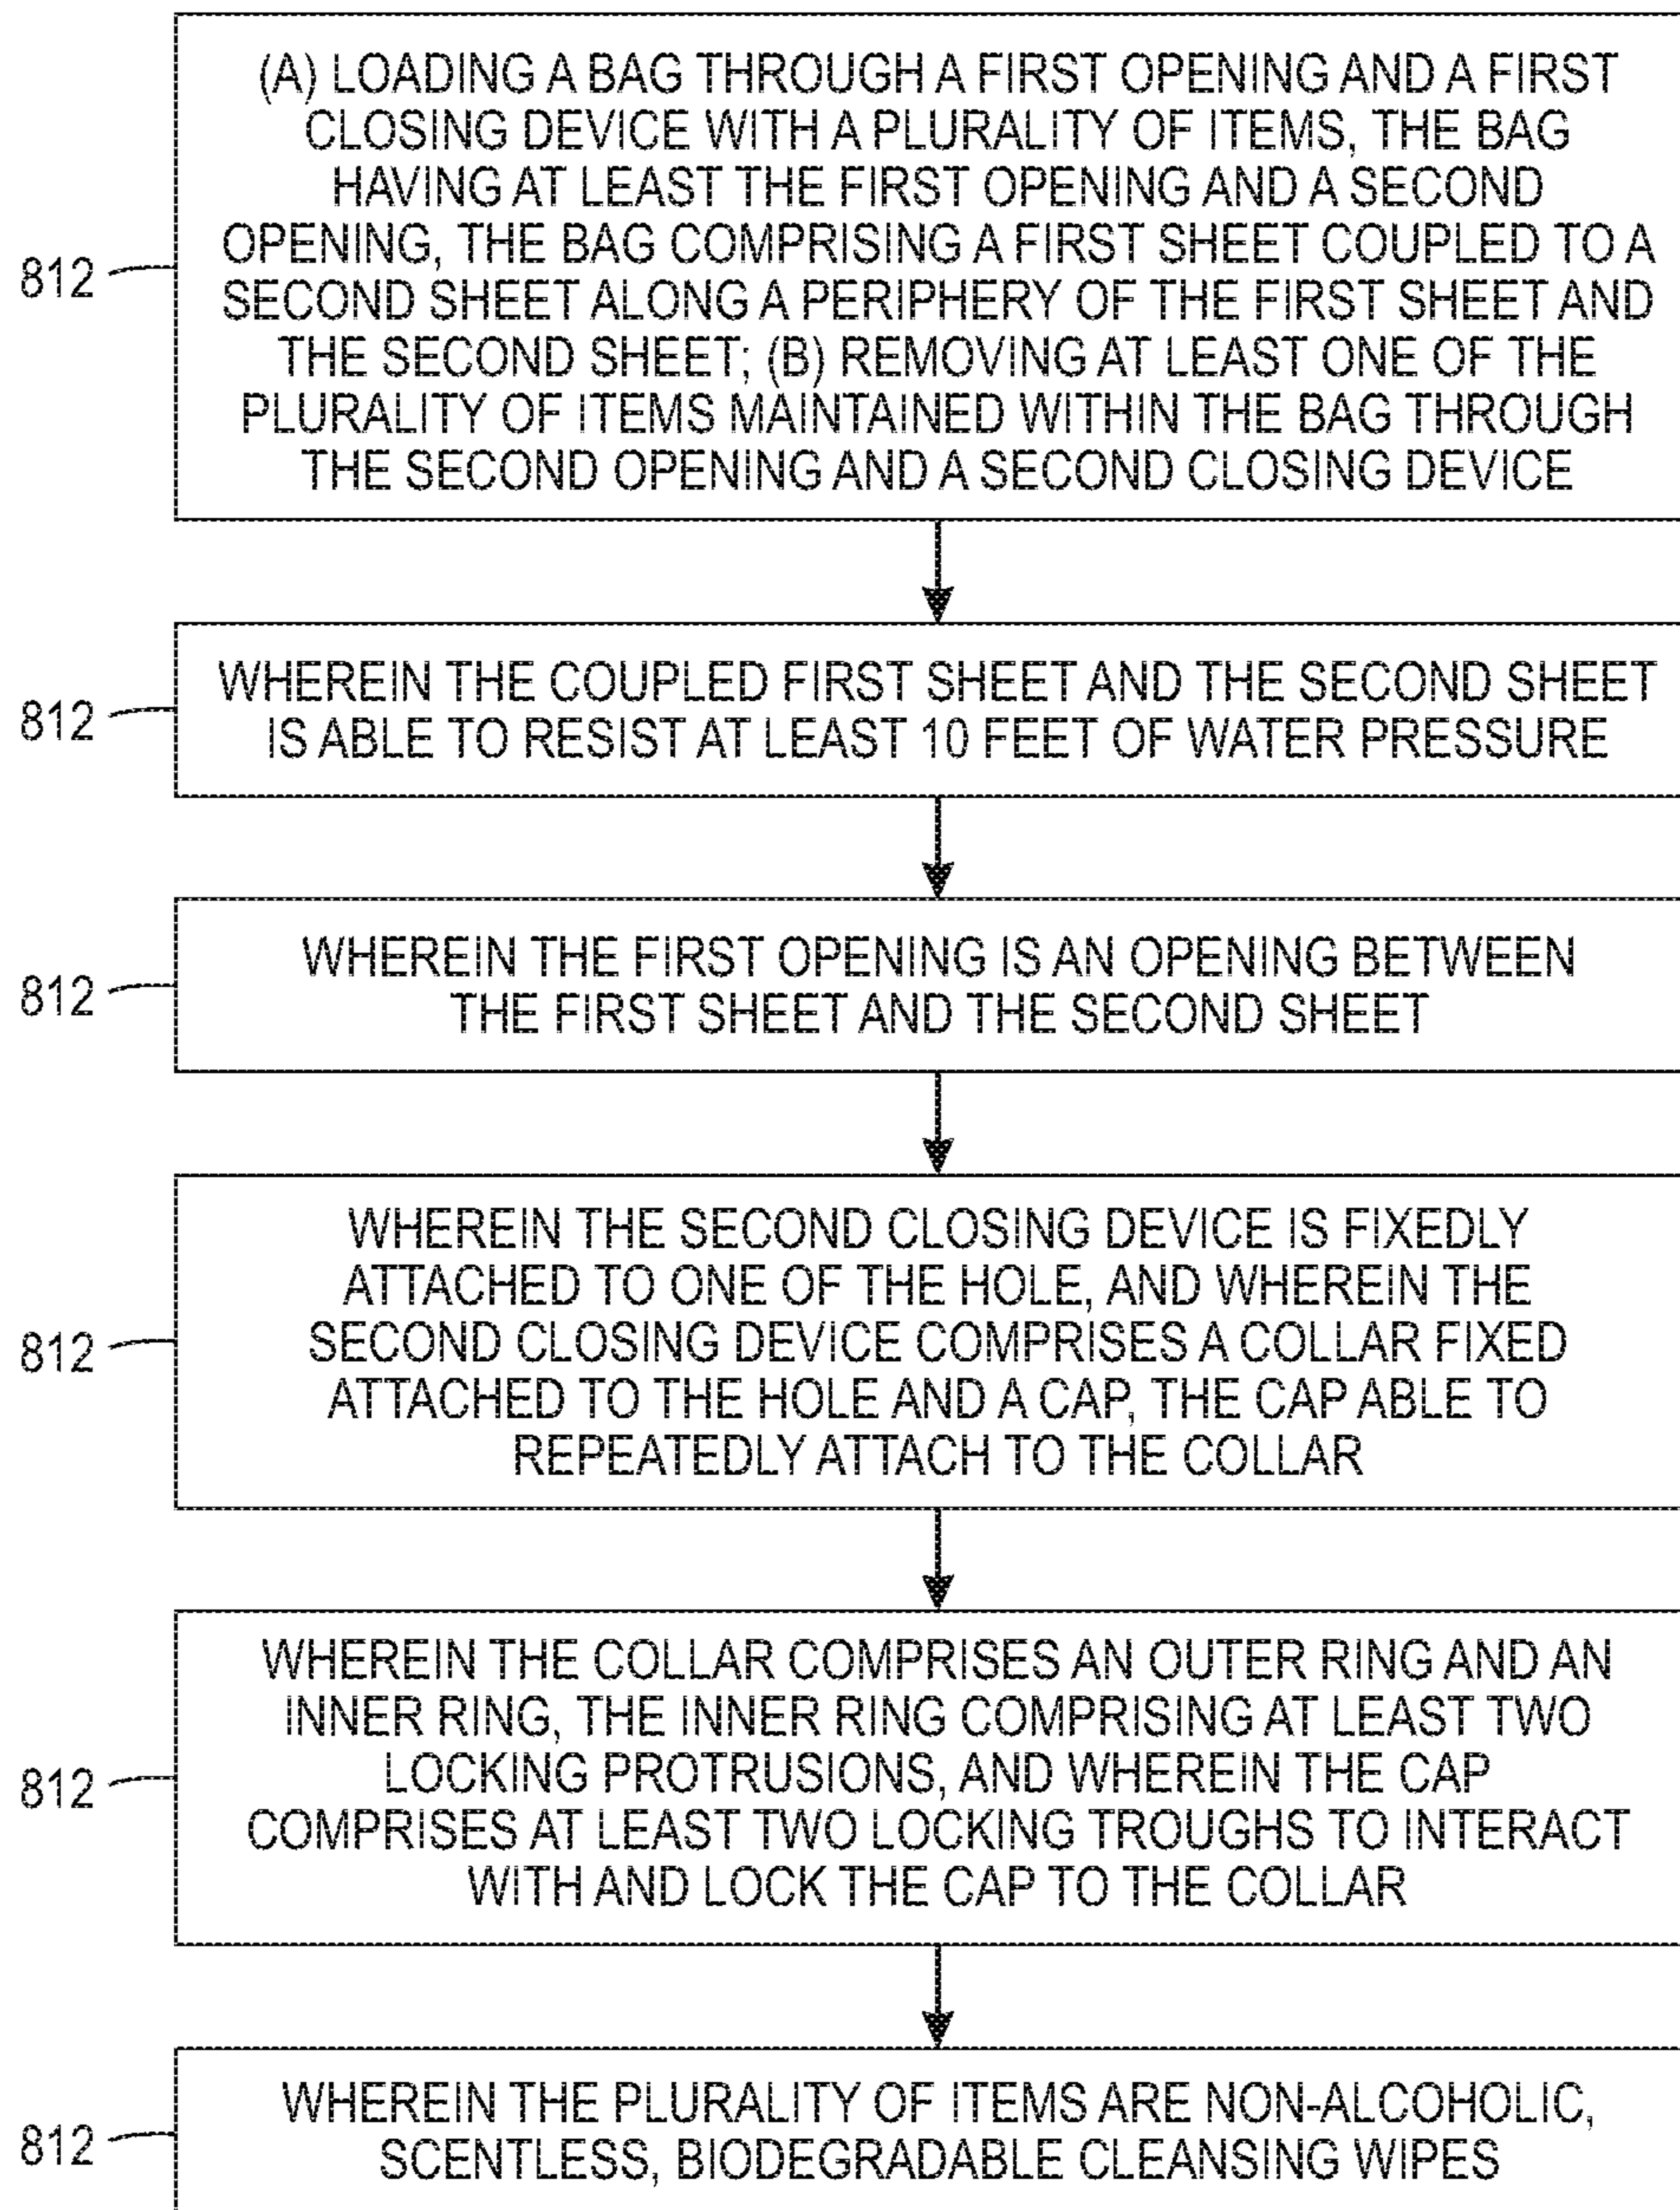 (A) LOADING A BAG THROUGH A FIRST OPENING AND A FIRST
CLOSING DEVICE WITH A PLURALITY OF ITEMS, THE BAG
HAVING AT LEAST THE FIRST OPENING AND A SECOND
OPENING, THE BAG COMPRISING A FIRST SHEET COUPLED TO A
SECOND SHEET ALONG A PERIPHERY OF THE FIRST SHEET AND
THE SECOND SHEET; (B) REMOVING AT LEAST ONE OF THE
PLURALITY OF ITEMS MAINTAINED WITHIN THE BAG THROUGH
THE SECOND OPENING AND A SECOND CLOSING DEVICE
812
WHEREIN THE COUPLED FIRST SHEET AND THE SECOND SHEET
IS ABLE TO RESIST AT LEAST 10 FEET OF WATER PRESSURE
812
WHEREIN THE FIRST OPENING IS AN OPENING BETWEEN
THE FIRST SHEET AND THE SECOND SHEET
812
WHEREIN THE SECOND CLOSING DEVICE IS FIXEDLY
ATTACHED TO ONE OF THE HOLE, AND WHEREIN THE
SECOND CLOSING DEVICE COMPRISES A COLLAR FIXED
ATTACHED TO THE HOLE AND A CAP, THE CAP ABLE TO
REPEATEDLY ATTACH TO THE COLLAR
812
WHEREIN THE COLLAR COMPRISES AN OUTER RING AND AN
INNER RING, THE INNER RING COMPRISING AT LEAST TWO
LOCKING PROTRUSIONS, AND WHEREIN THE CAP
COMPRISES AT LEAST TWO LOCKING TROUGHS TO INTERACT
WITH AND LOCK THE CAP TO THE COLLAR
812
WHEREIN THE PLURALITY OF ITEMS ARE NON-ALCOHOLIC,
SCENTLESS, BIODEGRADABLE CLEANSING WIPES
812